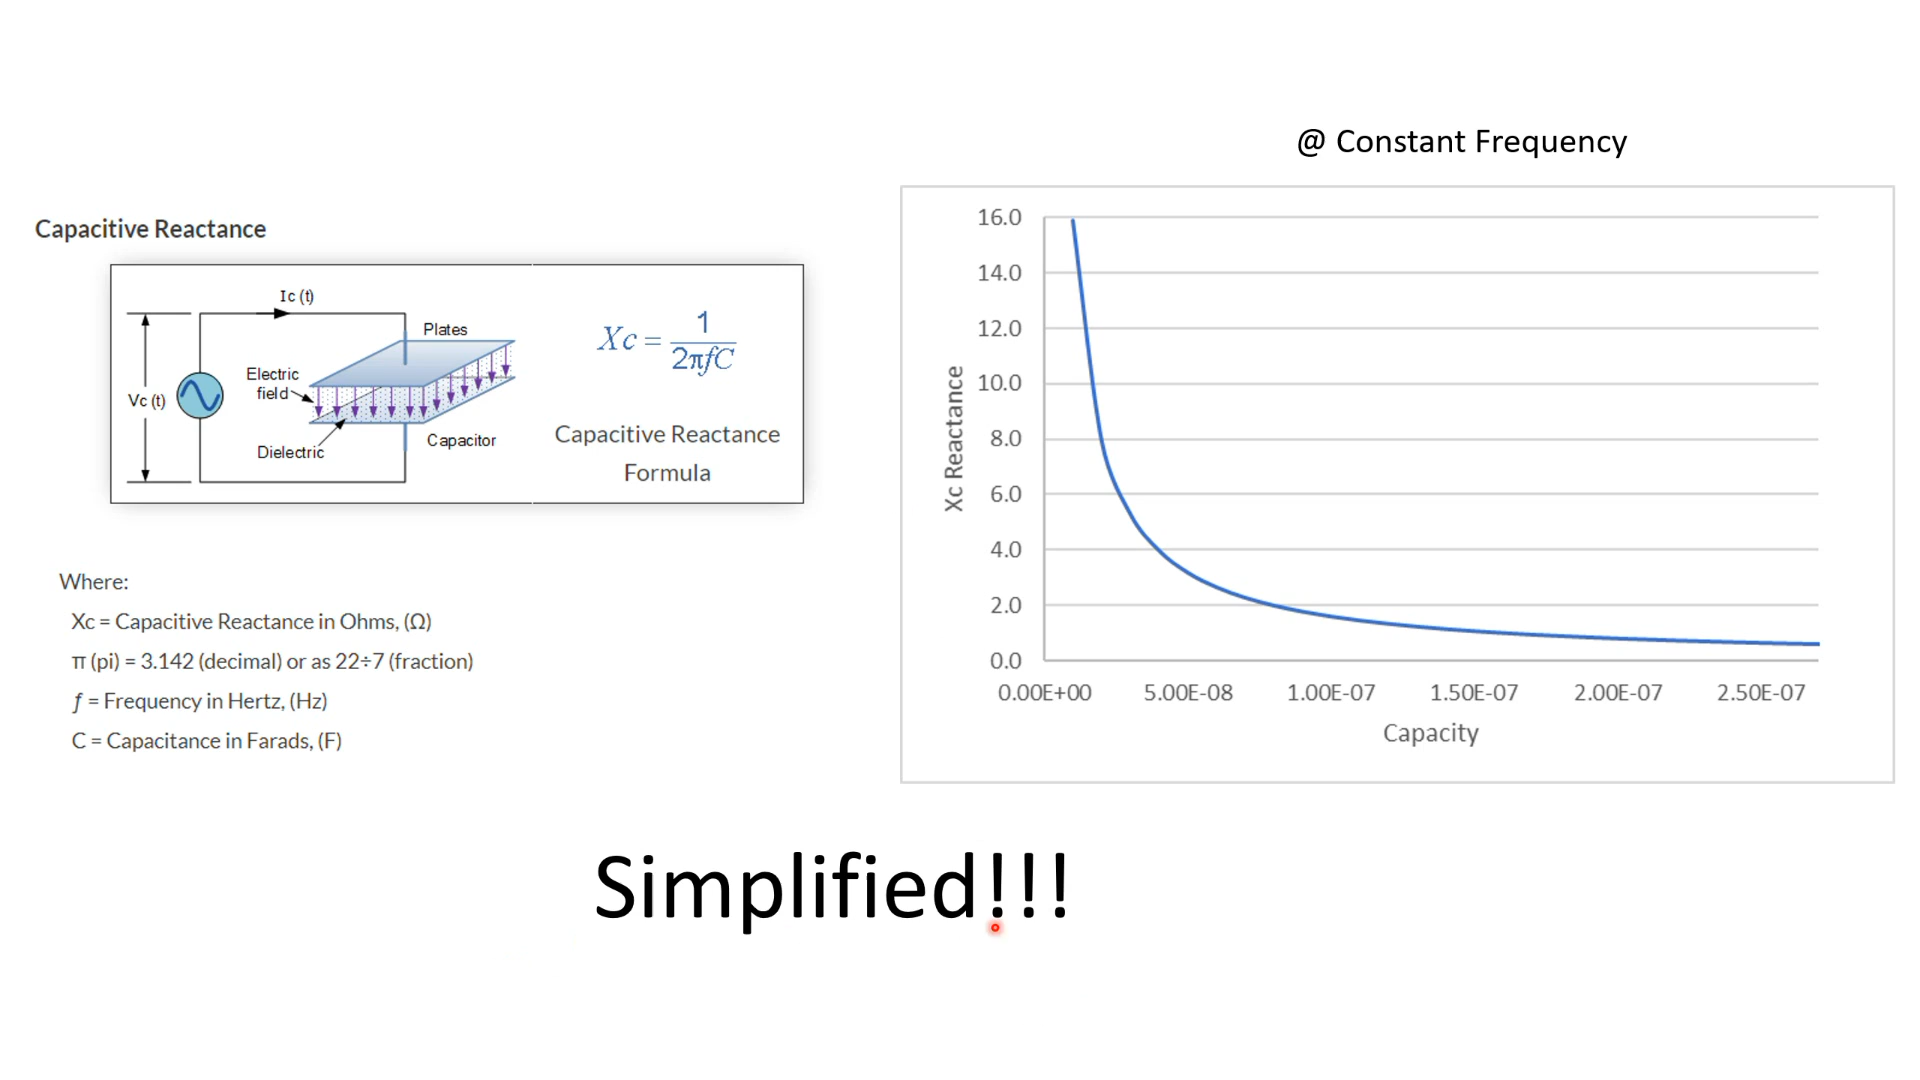 @ Constant Frequency
Capacitive Reactance
Ic (t)
Plates
Electric
field
Vc (t)
Dielectric
Capacitor
Xc = 1
2πfC
Capacitive Reactance
Formula
Where:
Xc = Capacitive Reactance in Ohms, (Ω)
π (pi) = 3.142 (decimal) or as 22÷7 (fraction)
ƒ = Frequency in Hertz, (Hz)
C = Capacitance in Farads, (F)
Xc Reactance
16.0
14.0
12.0
10.0
8.0
6.0
4.0
2.0
0.0
0.00E+00 5.00E-08 1.00E-07 1.50E-07 2.00E-07 2.50E-07
Capacity
Simplified!!!